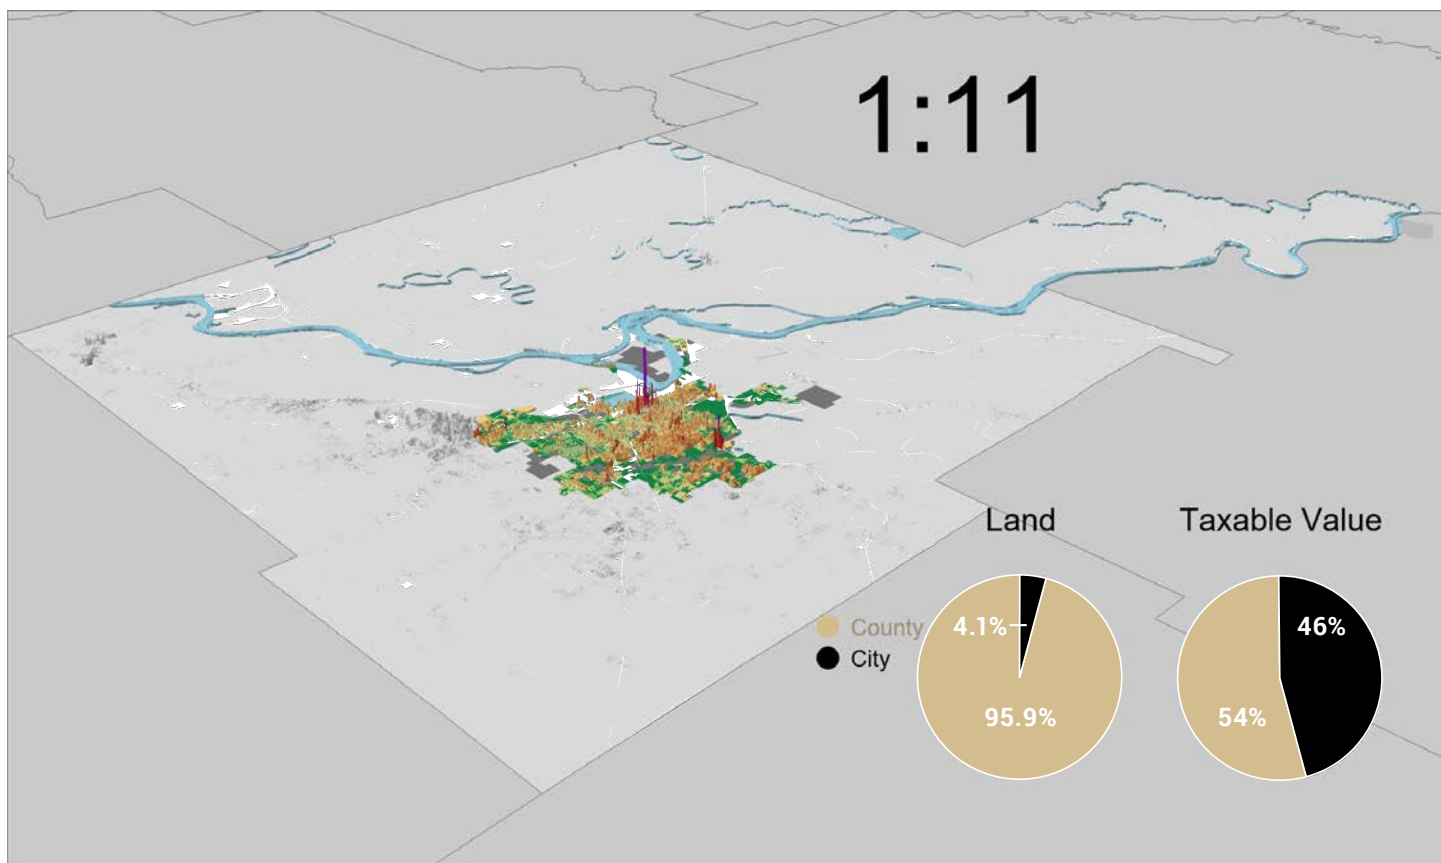 1:11
Land
Taxable Value
County
City
4.1%
95.9%
46%
54%